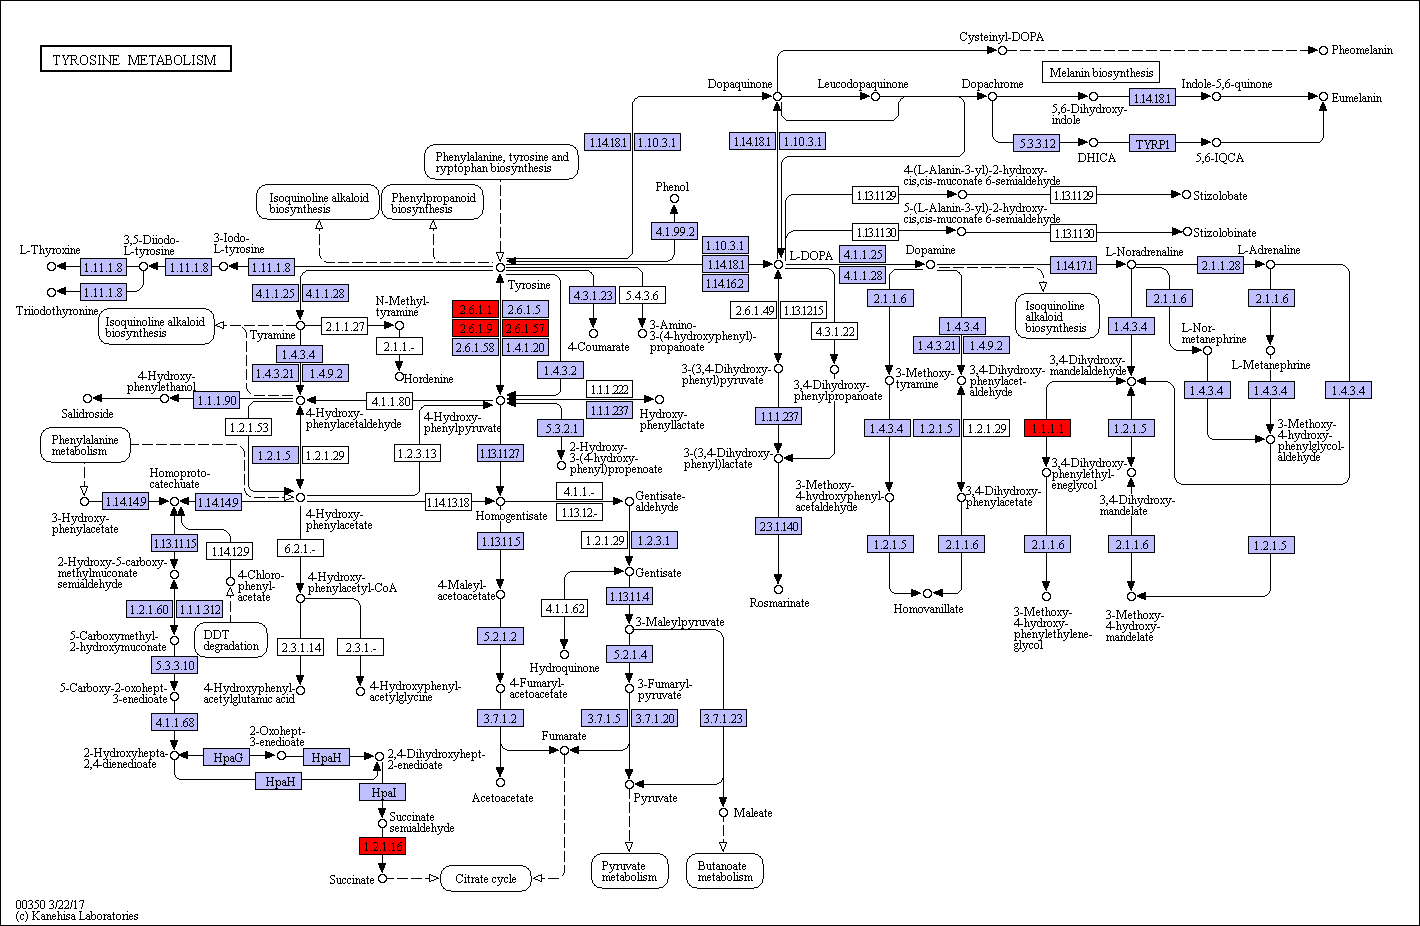 TYROSINE METABOLISM
Cysteinyl-DOPA
Pheomelanin
Melanin biosynthesis
Dopaquinone
Leucodopaquinone
Dopachrome
Indole-5,6-quinone
1.14.18.1
Eumelanin
5,6-Dihydroxy-
indole
1.14.18.1
1.10.3.1
1.14.18.1
1.10.3.1
5.3.3.12
TYRP1
DHICA
5,6-IQCA
Phenylalanine, tyrosine and
ryptophan biosynthesis
4-(L-Alanin-3-yl)-2-hydroxy-
cis,cis-muconate 6-semialdehyde
Isoquinoline alkaloid
biosynthesis
Phenylpropanoid
biosynthesis
Phenol
1.13.11.29
1.13.11.29
Stizolobate
5-(L-Alanin-3-yl)-2-hydroxy-
cis,cis-muconate 6-semialdehyde
4.1.99.2
1.13.11.30
1.13.11.30
Stizolobinate
L-Thyroxine
3,5-Diiodo-
L-tyrosine
3-Iodo-
L-tyrosine
1.10.3.1
1.14.18.1
1.14.16.2
L-DOPA
4.1.1.25
4.1.1.28
Dopamine
L-Noradrenaline
L-Adrenaline
1.11.1.8
1.11.1.8
1.11.1.8
1.14.17.1
2.1.1.28
Tyrosine
1.11.1.8
Triiodothyronine
4.1.1.25
4.1.1.28
N-Methyl-
tyramine
2.6.1.1
2.6.1.5
2.6.1.9
2.6.1.57
2.6.1.58
1.4.1.20
4.3.1.23
5.4.3.6
2.6.1.49
1.13.12.15
2.1.1.6
Isoquinoline
alkaloid
biosynthesis
2.1.1.6
2.1.1.6
Isoquinoline alkaloid
biosynthesis
Tyramine
2.1.1.27
2.1.1.-
Hordenine
4-Coumarate
3-Amino-
3-(4-hydroxyphenyl)-
propanoate
4.3.1.22
1.4.3.4
1.4.3.21
1.4.9.2
1.4.3.4
L-Nor-
metanephrine
L-Metanephrine
1.4.3.4
1.4.3.21
1.4.9.2
1.4.3.2
3-(3,4-Dihydroxy-
phenyl)pyruvate
3,4-Dihydroxy-
phenylpropanoate
3-Methoxy-
tyramine
3,4-Dihydroxy-
phenylacet-
aldehyde
3,4-Dihydroxy-
mandelaldehyde
1.4.3.4
1.4.3.4
1.4.3.4
4-Hydroxy-
phenylethanol
Salidroside
1.1.1.90
4-Hydroxy-
phenylacetaldehyde
4.1.1.80
4-Hydroxy-
phenylpyruvate
1.1.1.222
1.1.1.237
Hydroxy-
phenyllactate
1.1.1.237
Phenylalanine
metabolism
1.2.1.53
1.2.1.5
1.2.1.29
1.2.3.13
1.13.11.27
5.3.2.1
2-Hydroxy-
3-(4-hydroxy-
phenyl)propenoate
3-(3,4-Dihydroxy-
phenyl)lactate
1.4.3.4
1.2.1.5
1.2.1.29
1.1.1.1
1.2.1.5
3-Methoxy-
4-hydroxy-
phenylglycol-
aldehyde
Homoproto-
catechuate
1.14.14.9
1.14.14.9
3-Hydroxy-
phenylacetate
4-Hydroxy-
phenylacetate
1.14.13.18
Homogentisate
4.1.1.-
1.13.12.-
Gentisate-
aldehyde
3-Methoxy-
4-hydroxyphenyl-
acetaldehyde
3,4-Dihydroxy-
phenylacetate
3,4-Dihydroxy-
phenylethyl-
eneglycol
3,4-Dihydroxy-
mandelate
1.13.11.15
1.14.12.9
6.2.1.-
1.13.11.5
1.2.1.29
1.2.3.1
2.3.1.140
1.2.1.5
2.1.1.6
2.1.1.6
2.1.1.6
1.2.1.5
2-Hydroxy-5-carboxy-
methylmuconate
semialdehyde
4-Chloro-
phenyl-
acetate
4-Hydroxy-
phenylacetyl-CoA
4-Maleyl-
acetoacetate
Gentisate
Rosmarinate
Homovanillate
1.2.1.60
1.1.1.312
4.1.1.62
1.13.11.4
3-Methoxy-
4-hydroxy-
phenylethylene-
glycol
3-Methoxy-
4-hydroxy-
mandelate
DDT
degradation
5-Carboxymethyl-
2-hydroxymuconate
2.3.1.14
2.3.1.-
5.2.1.2
3-Maleylpyruvate
Hydroquinone
5.2.1.4
5.3.3.10
5-Carboxy-2-oxohept-
3-enedioate
4-Hydroxyphenyl-
acetylglutamic acid
4-Hydroxyphenyl-
acetylglycine
4-Fumaryl-
acetoacetate
3-Fumaryl-
pyruvate
4.1.1.68
3.7.1.2
3.7.1.5
3.7.1.20
3.7.1.23
2-Oxohept-
3-enedioate
Fumarate
2-Hydroxyhepta-
2,4-dienedioate
HpaG
HpaH
2,4-Dihydroxyhept-
2-enedioate
HpaH
HpaI
Acetoacetate
Pyruvate
Maleate
Succinate
semialdehyde
1.2.1.16
Succinate
Citrate cycle
Pyruvate
metabolism
Butanoate
metabolism
00350 3/22/17
(c) Kanehisa Laboratories